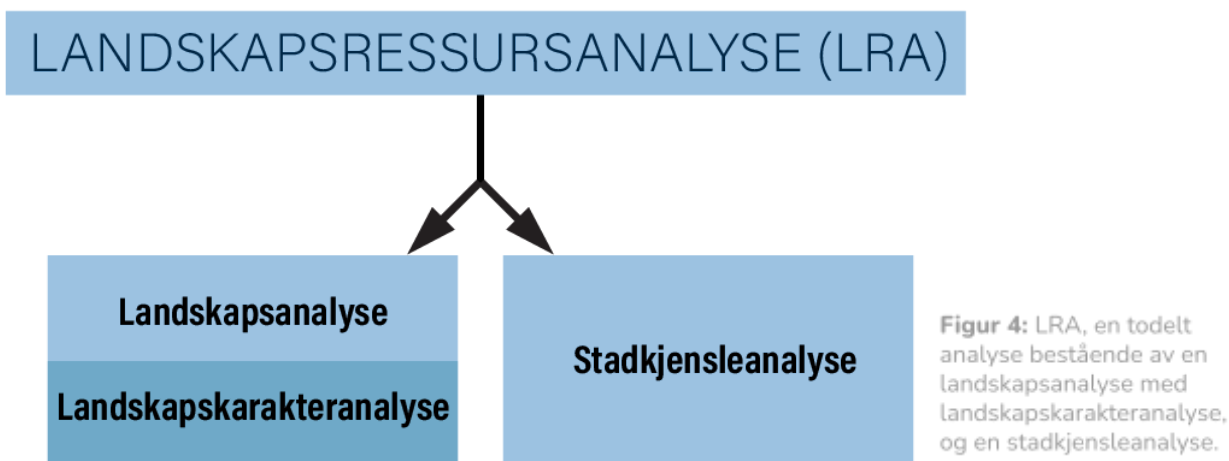 LANDSKAPSRESSURSANALYSE (LRA)
Landskapsanalyse
Landskapskarakteranalyse
Stadkjensleanalyse
Figur 4: LRA, en todelt
analyse bestående av en
landskapsanalyse med
landskapskarakteranalyse,
og en stadkjensleanalyse.